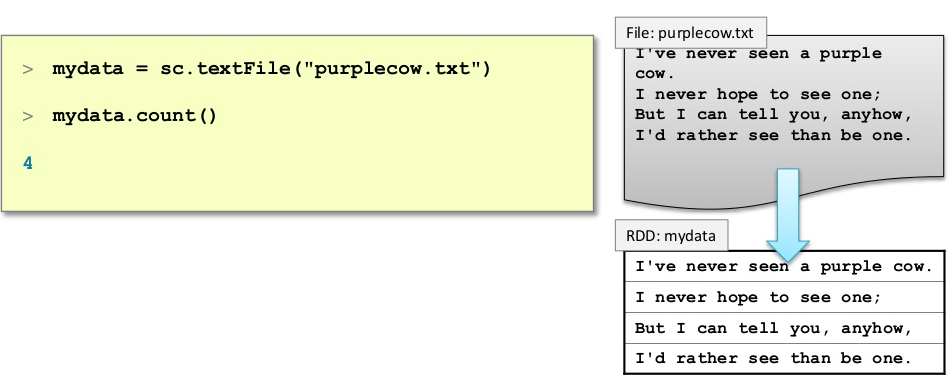 > mydata = sc.textFile("purplecow.txt")
> mydata.count()
4
File: purplecow.txt
I've never seen a purple
cow.
I never hope to see one;
But I can tell you, anyhow,
I'd rather see than be one.
RDD: mydata
I've never seen a purple cow.
I never hope to see one;
But I can tell you, anyhow,
I'd rather see than be one.